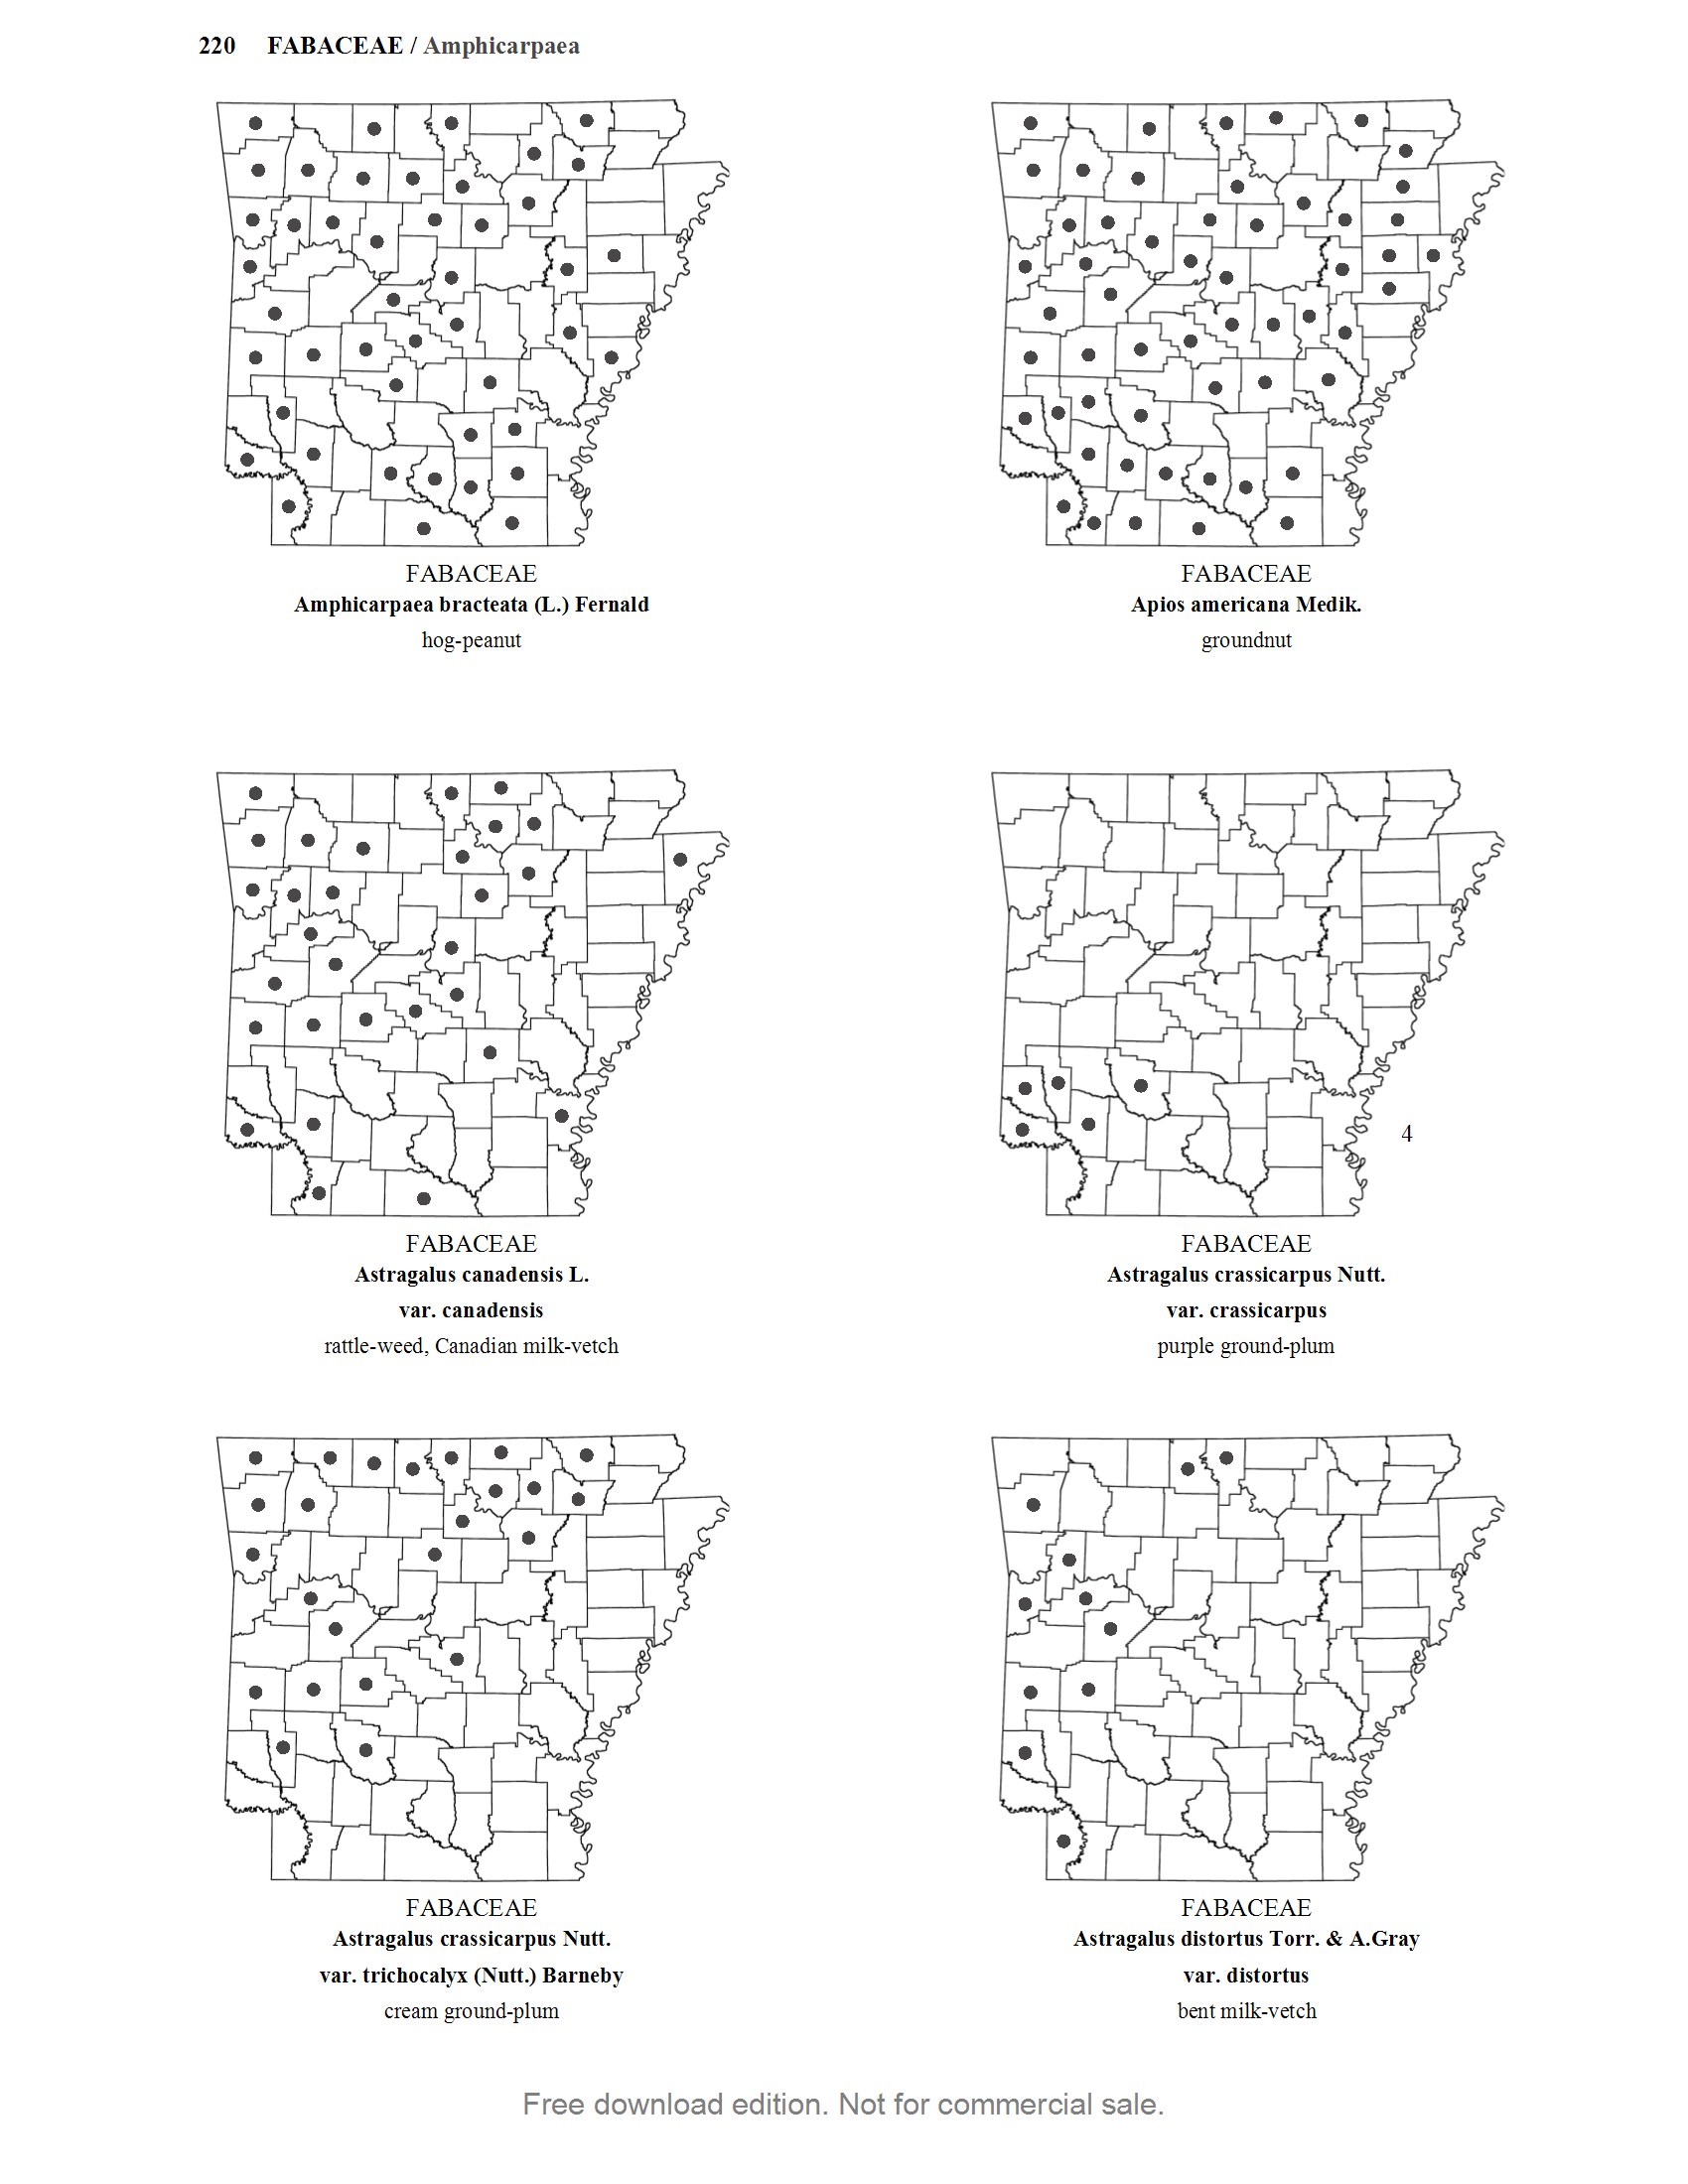 220 FABACEAE / Amphicarpaea
FABACEAE
Amphicarpaea bracteata (L.) Fernald
hog-peanut
FABACEAE
Apios americana Medik.
groundnut
FABACEAE
Astragalus canadensis L.
var. canadensis
rattle-weed, Canadian milk-vetch
4
FABACEAE
Astragalus crassicarpus Nutt.
var. crassicarpus
purple ground-plum
FABACEAE
Astragalus crassicarpus Nutt.
var. trichocalyx (Nutt.) Barneby
cream ground-plum
FABACEAE
Astragalus distortus Torr. & A.Gray
var. distortus
bent milk-vetch
Free download edition. Not for commercial sale.